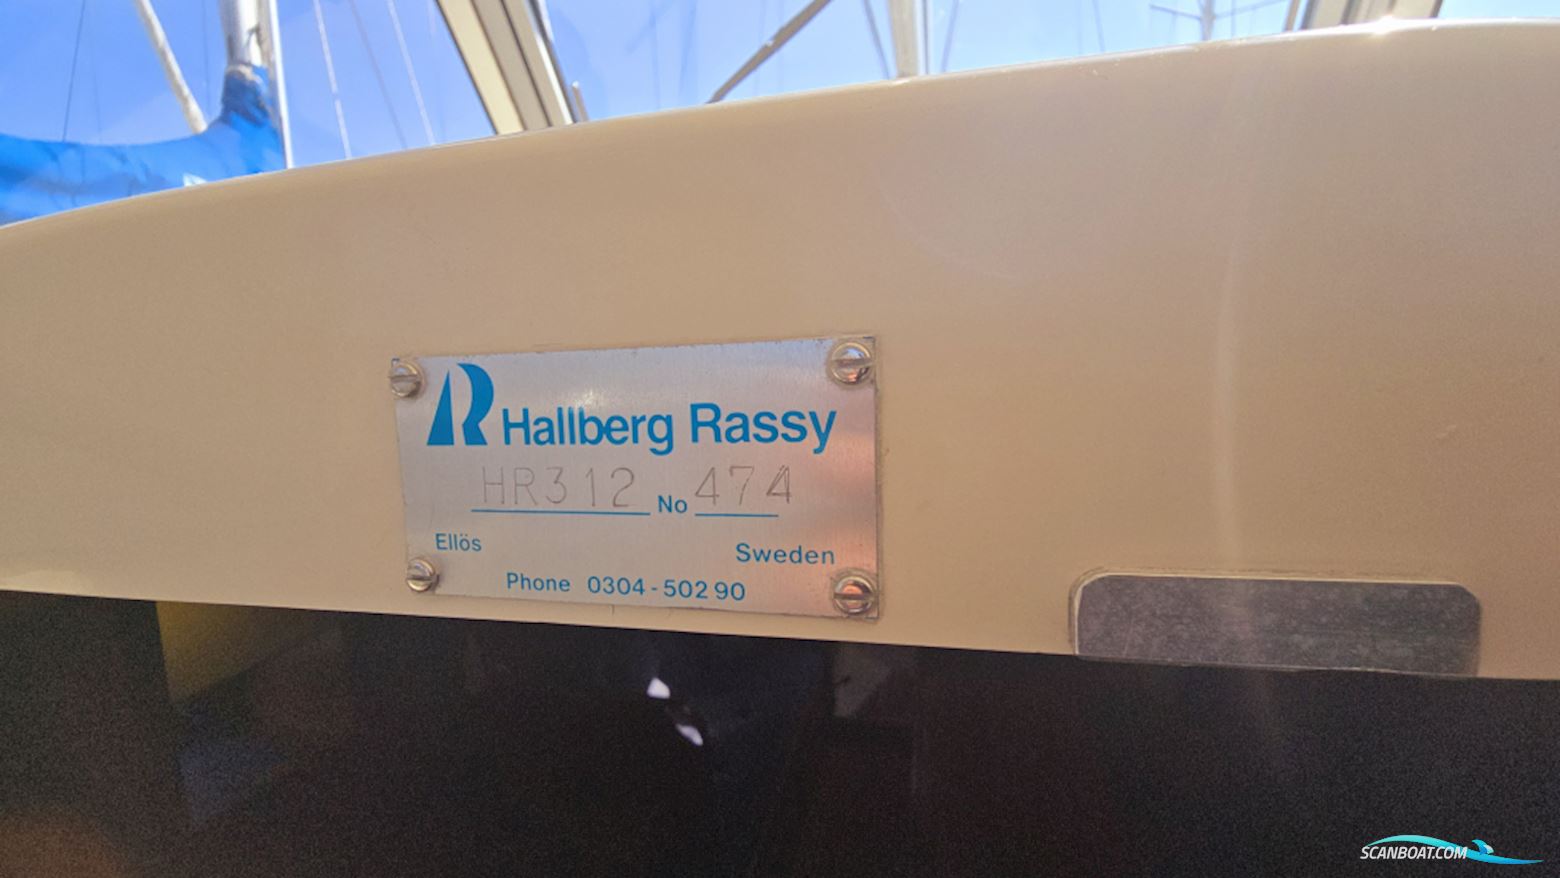 Hallberg Rassy
HR312 No 474
Ellös Sweden
Phone 0304-502 90
SCANBOAT.COM